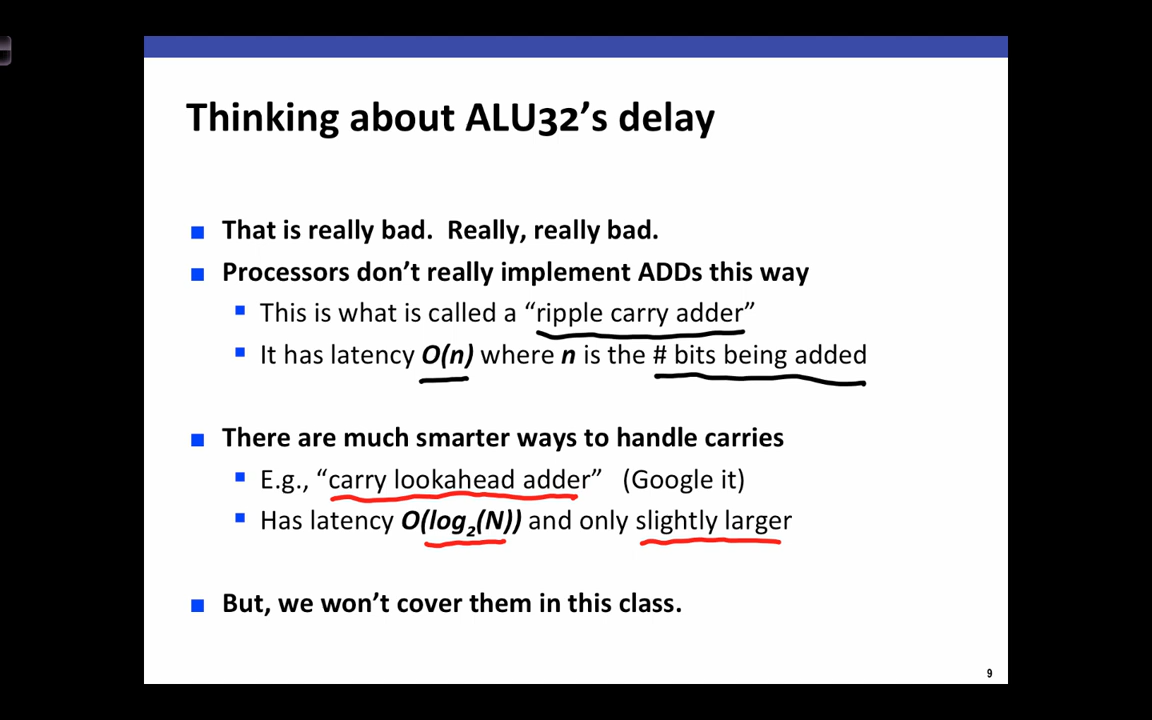 Thinking about ALU32's delay
That is really bad.  Really, really bad.
Processors don't really implement ADDs this way
This is what is called a “ripple carry adder”
It has latency O(n) where n is the # bits being added
There are much smarter ways to handle carries
E.g., “carry lookahead adder”   (Google it)
Has latency O(log₂(N)) and only slightly larger
But, we won't cover them in this class.
9